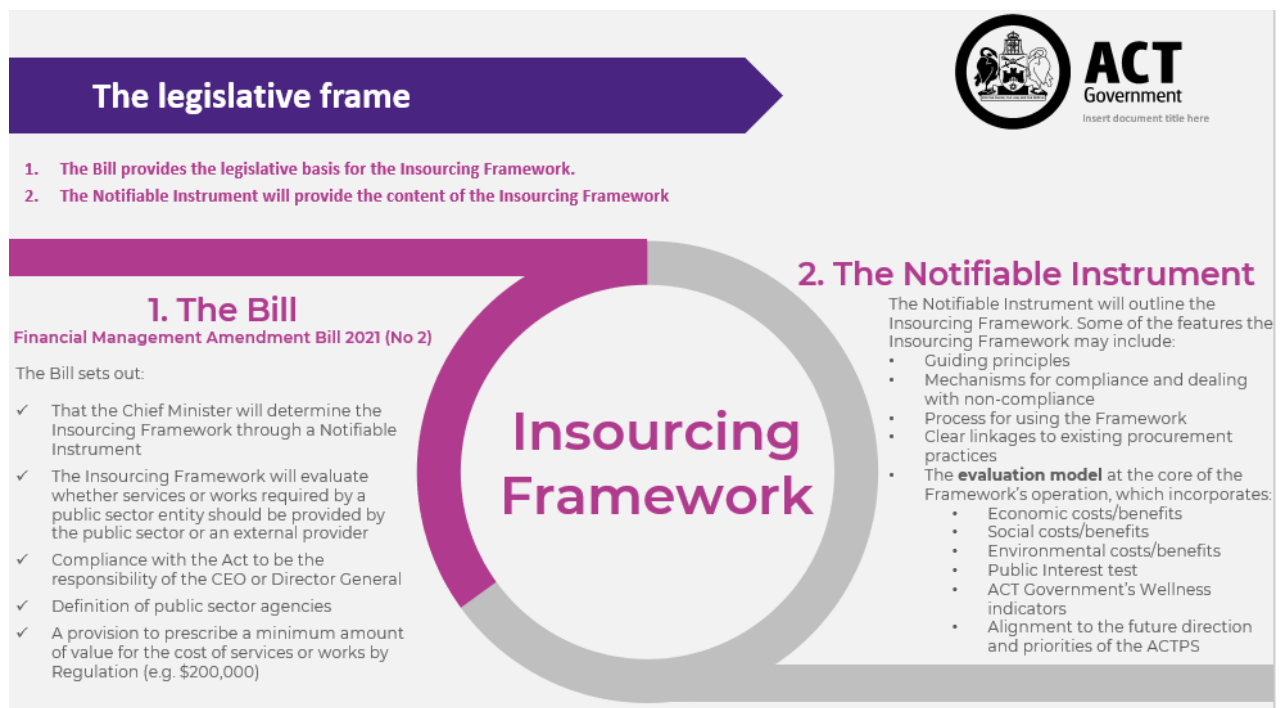 The legislative frame
ACT
Government
Insert document title here
1. The Bill provides the legislative basis for the Insourcing Framework.
2. The Notifiable Instrument will provide the content of the Insourcing Framework
1. The Bill
Financial Management Amendment Bill 2021 (No 2)
The Bill sets out:
✓ That the Chief Minister will determine the
Insourcing Framework through a Notifiable
Instrument
✓ The Insourcing Framework will evaluate
whether services or works required by a
public sector entity should be provided by
the public sector or an external provider
✓ Compliance with the Act to be the
responsibility of the CEO or Director General
✓ Definition of public sector agencies
✓ A provision to prescribe a minimum amount
of value for the cost of services or works by
Regulation (e.g. $200,000)
Insourcing
Framework
2. The Notifiable Instrument
The Notifiable Instrument will outline the
Insourcing Framework. Some of the features the
Insourcing Framework may include:
• Guiding principles
• Mechanisms for compliance and dealing
with non-compliance
• Process for using the Framework
• Clear linkages to existing procurement
practices
• The evaluation model at the core of the
Framework's operation, which incorporates:
• Economic costs/benefits
• Social costs/benefits
• Environmental costs/benefits
• Public Interest test
• ACT Government's Wellness
indicators
• Alignment to the future direction
and priorities of the ACTPS